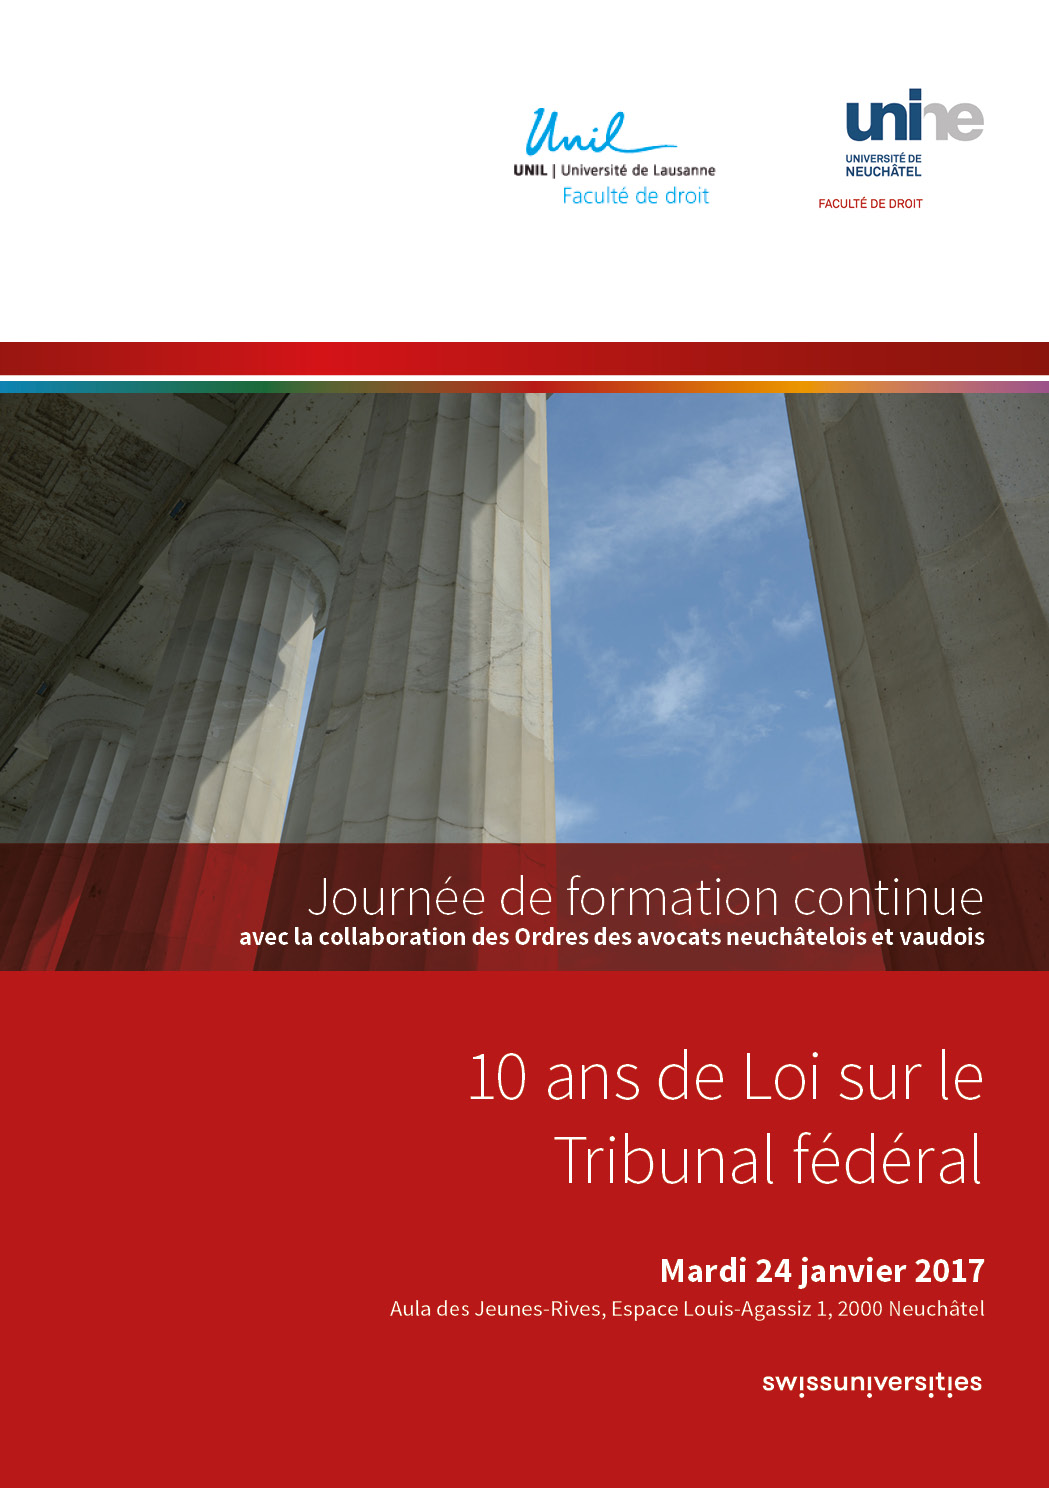 Unil
UNIL | Université de Lausanne
Faculté de droit
unine
UNIVERSITÉ DE
NEUCHÂTEL
FACULTÉ DE DROIT
Journée de formation continue
avec la collaboration des Ordres des avocats neuchâtelois et vaudois
10 ans de Loi sur le
Tribunal fédéral
Mardi 24 janvier 2017
Aula des Jeunes-Rives, Espace Louis-Agassiz 1, 2000 Neuchâtel
swissuniversities